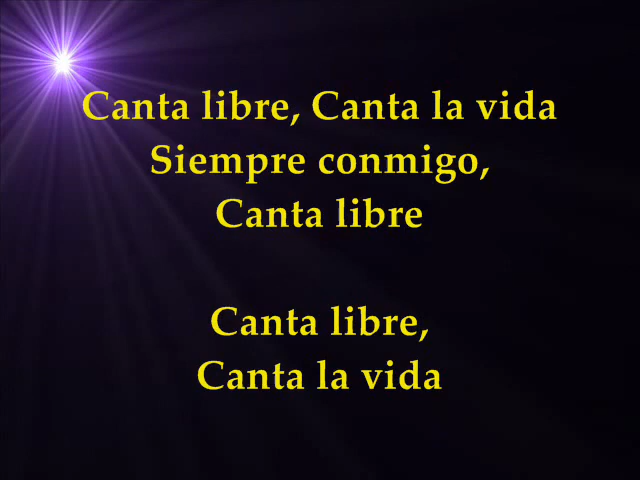 Canta libre, Canta la vida
Siempre conmigo,
Canta libre
Canta libre,
Canta la vida